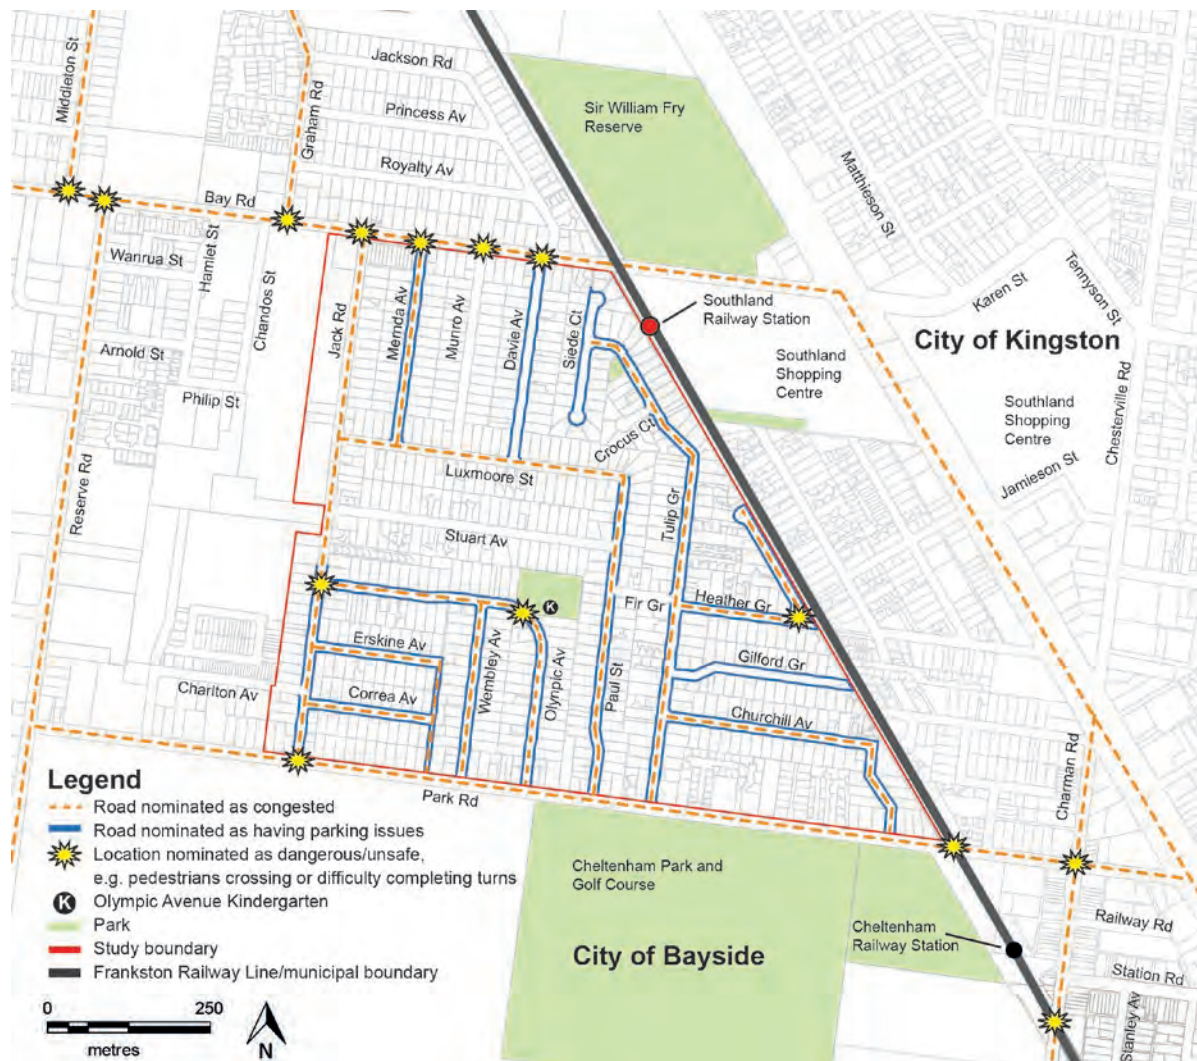 Middleton St
Graham Rd
Jackson Rd
Princess Av
Royalty Av
Sir William Fry
Reserve
Matthieson St
Bay Rd
Wanrua St
Hamlet St
Chandos St
Arnold St
Philip St
Reserve Rd
Jack Rd
Mernda Av
Munro Av
Davie Av
Siede Ct
Crocus Ct
Southland
Railway Station
Karen St
Tennyson St
City of Kingston
Southland
Shopping
Centre
Southland
Shopping
Centre
Chesterville Rd
Jamieson St
Luxmoore St
Stuart Av
Tulip Gr
K
Fir Gr
Heather Gr
Erskine Av
Wembley Av
Olynpic Av
Paul St
Gilford Gr
Charlton Av
Correa Av
Churchill Av
Charman Rd
Park Rd
Legend
Road nominated as congested
Road nominated as having parking issues
Location nominated as dangerous/unsafe,
e.g. pedestrians crossing or difficulty completing turns
K Olympic Avenue Kindergarten
Park
Study boundary
Frankston Railway Line/municipal boundary
0 250
metres
N
Cheltenham Park and
Golf Course
City of Bayside
Cheltenham
Railway Station
Railway Rd
Station Rd
Stanley Av